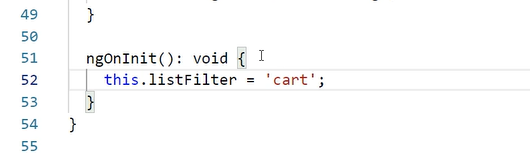 49 }
50
51 ngOnInit(): void {
52 this.listFilter = 'cart';
53 }
54 }
55